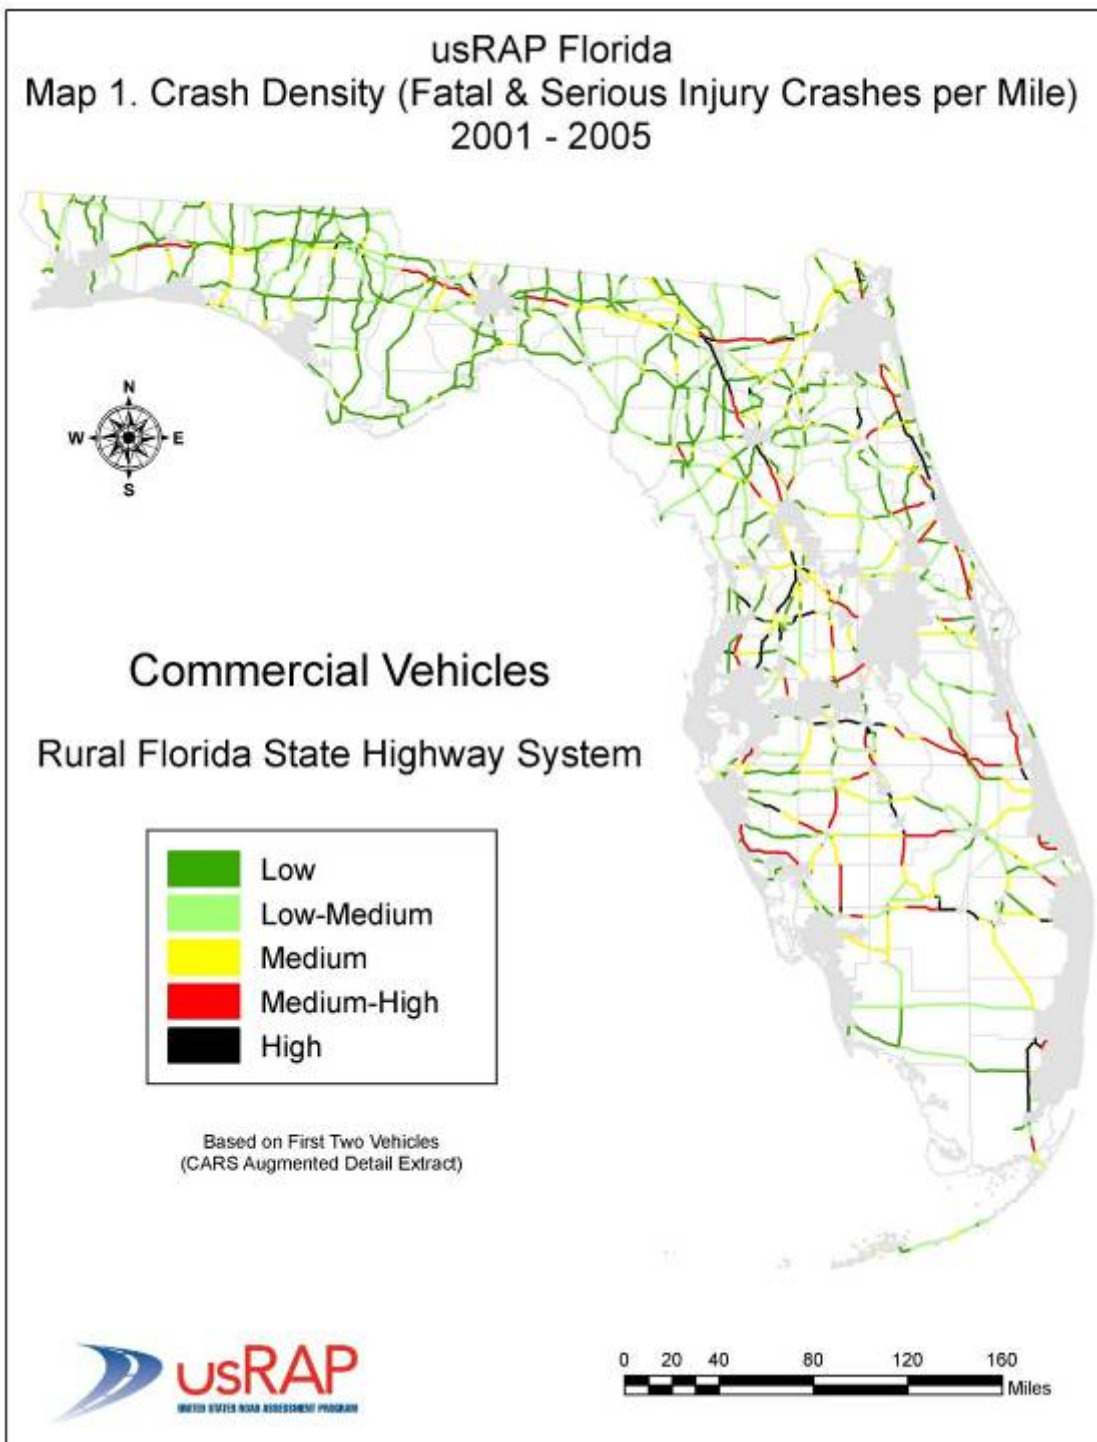 usRAP Florida
Map 1. Crash Density (Fatal & Serious Injury Crashes per Mile)
2001 - 2005
N
W E
S
Commercial Vehicles
Rural Florida State Highway System
Low
Low-Medium
Medium
Medium-High
High
Based on First Two Vehicles
(CARS Augmented Detail Extract)
usRAP
UNITED STATES ROAD ASSESSMENT PROGRAM
0 20 40 80 120 160
Miles